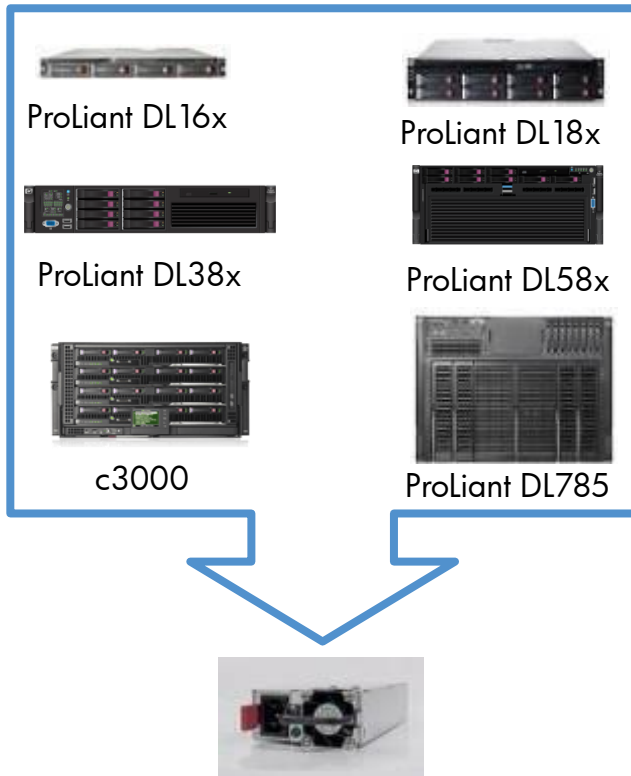 ProLiant DL16x
ProLiant DL18x
ProLiant DL38x
ProLiant DL58x
c3000
ProLiant DL785